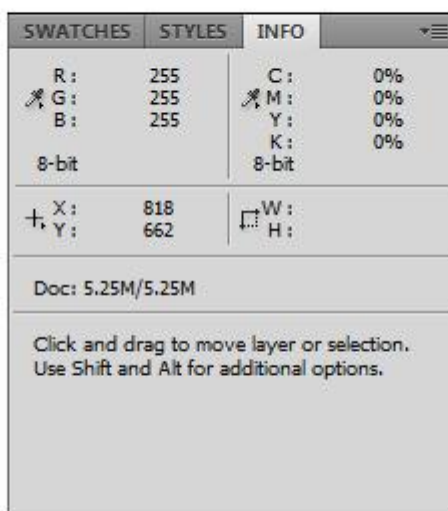 SWATCHES STYLES INFO
R: 255 C: 0%
G: 255 M: 0%
B: 255 Y: 0%
K: 0%
8-bit 8-bit
X: 818 W:
Y: 662 H:
Doc: 5.25M/5.25M
Click and drag to move layer or selection.
Use Shift and Alt for additional options.